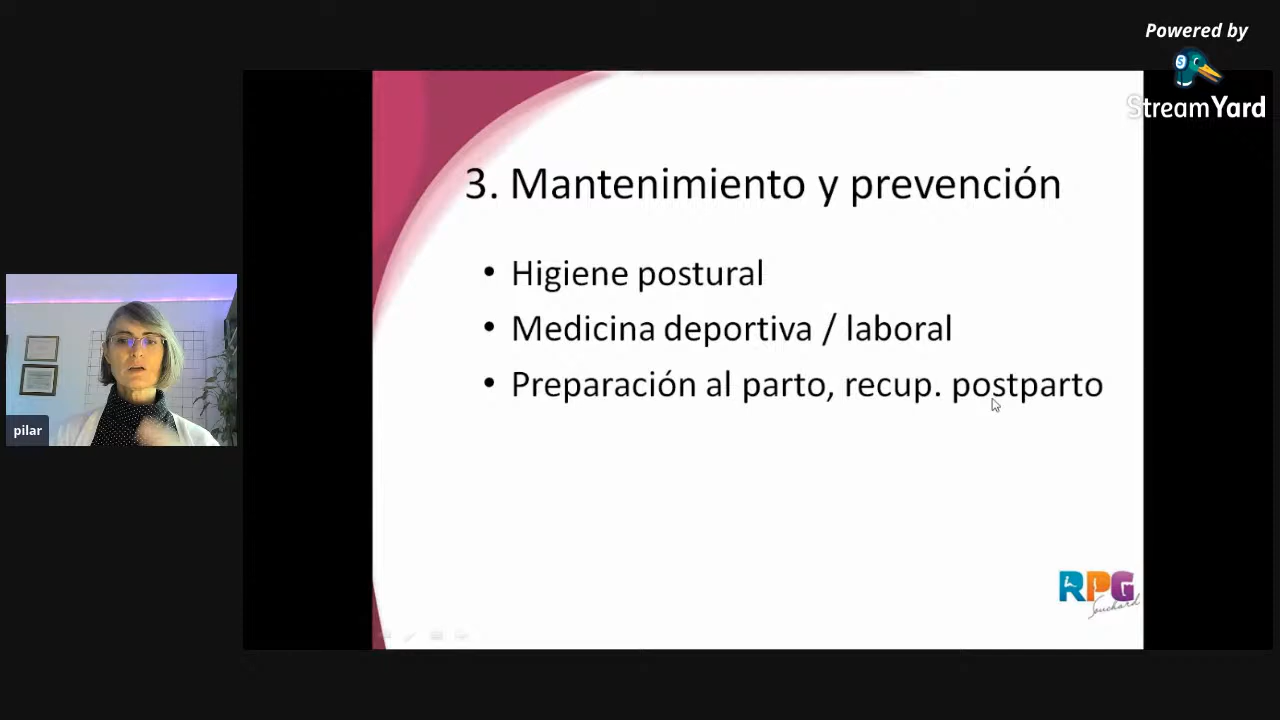 Powered by
StreamYard
3. Mantenimiento y prevención
• Higiene postural
• Medicina deportiva / laboral
• Preparación al parto, recup. postparto
pilar
RPG
Souchard